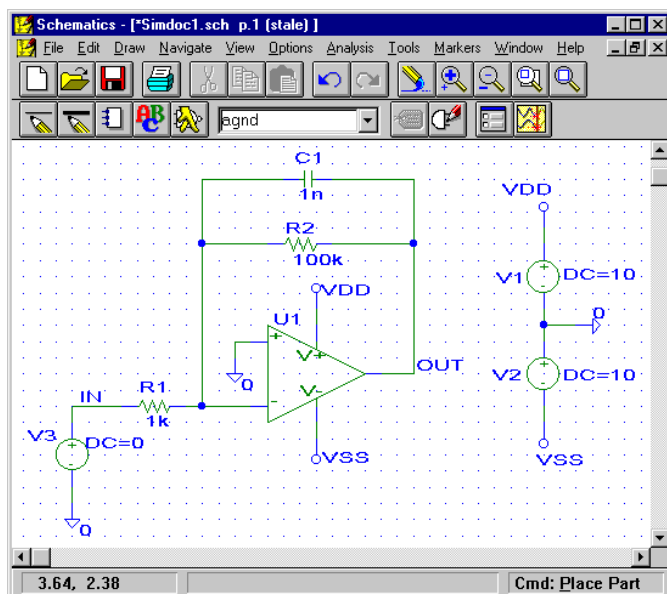 Schematics - [*Simdoc1.sch p.1 (stale) ]
File Edit Draw Navigate View Options Analysis Tools Markers Window Help
ABC
agnd
C1
1n
R2
100k
VDD
U1
+
V+
0
-
V-
OUT
VSS
IN
R1
1k
V3
+
-
DC=0
0
VDD
V1
+
-
DC=10
0
V2
+
-
DC=10
VSS
3.64, 2.38
Cmd: Place Part